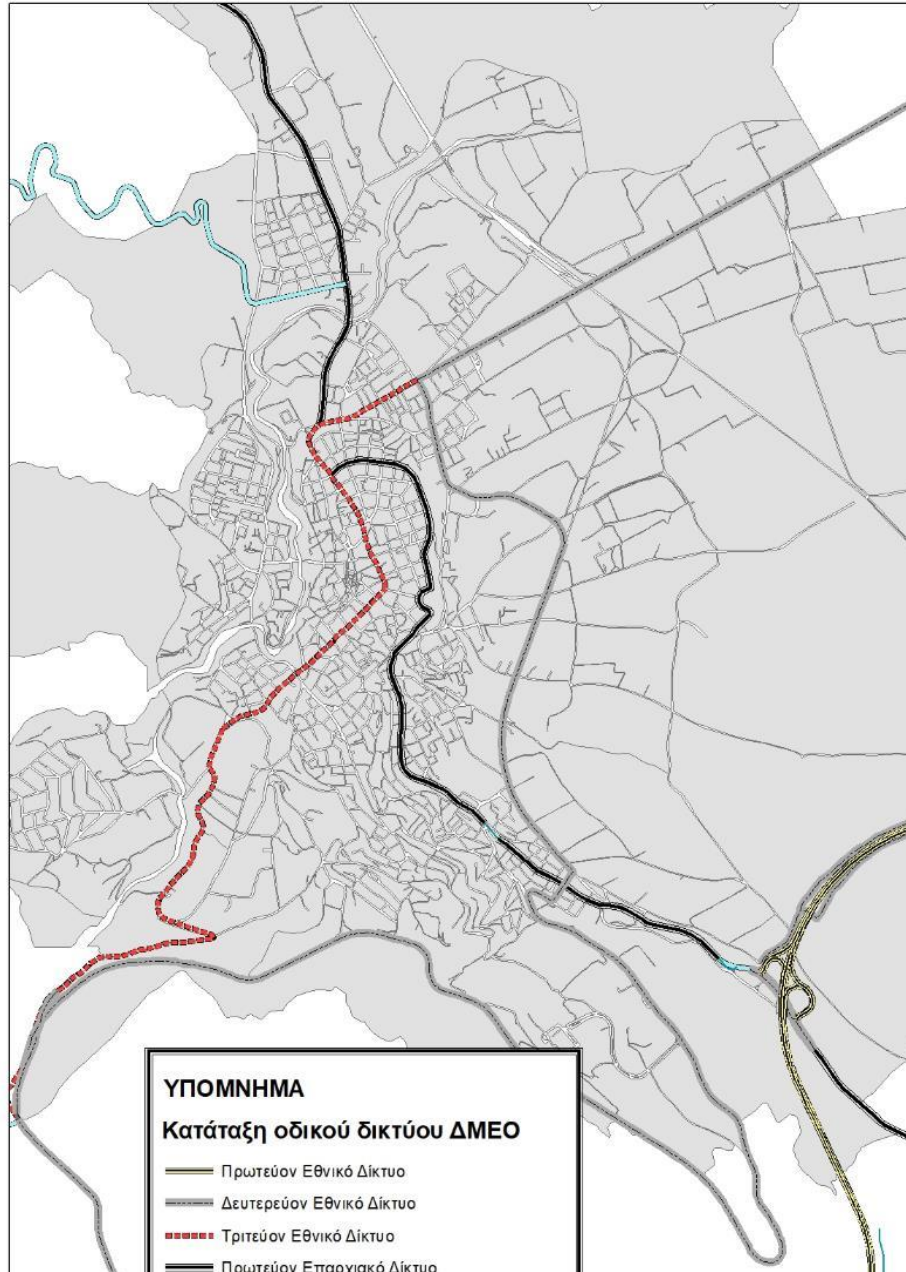 ΥΠΟΜΝΗΜΑ
Κατάταξη οδικού δικτύου ΔΜΕΟ
Πρωτεύον Εθνικό Δίκτυο
Δευτερεύον Εθνικό Δίκτυο
Τριτεύον Εθνικό Δίκτυο
Πρωτεύον Επαρχιακό Δίκτυο